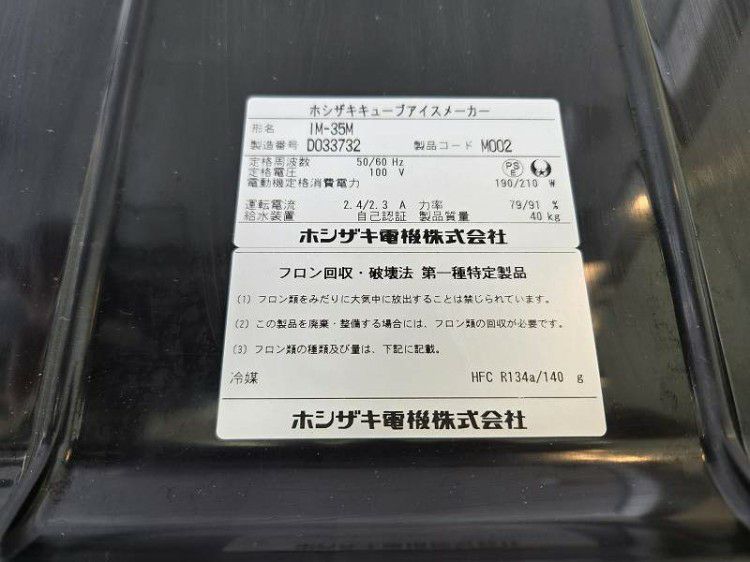 ホシザキキューブアイスメーカー
形名 IM-35M
製造番号 D033732 製品コード M002
定格周波数 50/60 Hz
定格電圧 100 V
電動機定格消費電力 190/210 W
PS E
運転電流 2.4/2.3 A 力率 79/91 %
給水装置 自己認証 製品質量 40 kg
ホシザキ電機株式会社
フロン回収・破壊法 第一種特定製品
(1) フロン類をみだりに大気中に放出することは禁じられています。
(2) この製品を廃棄・整備する場合には、フロン類の回収が必要です。
(3) フロン類の種類及び量は、下記に記載。
冷媒 HFC R134a/140 g
ホシザキ電機株式会社